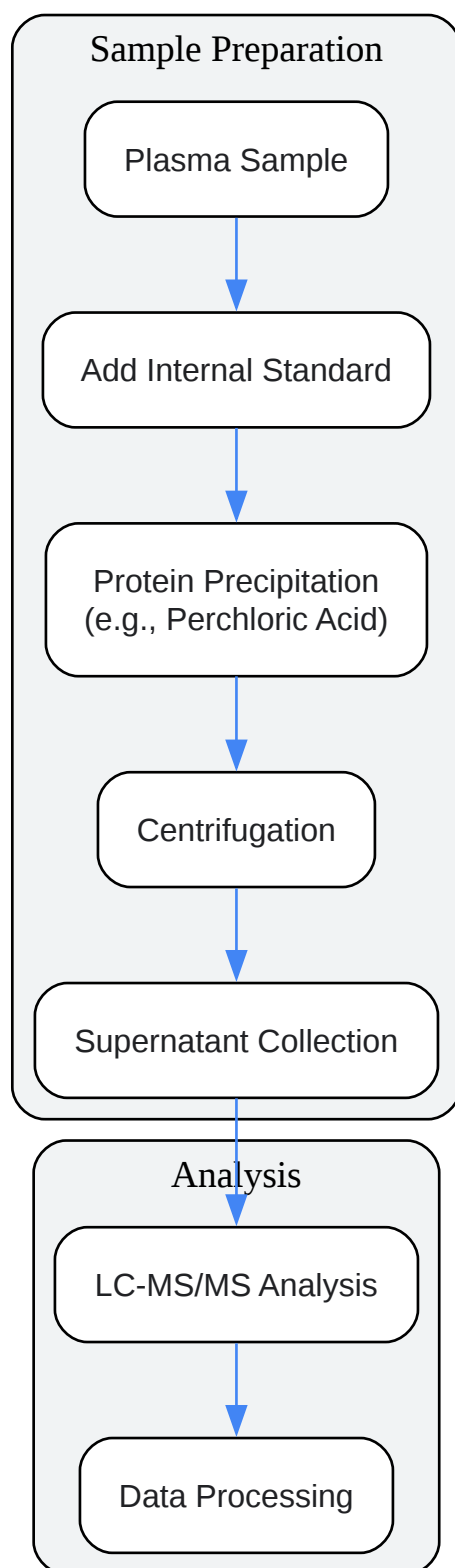 Sample Preparation
Plasma Sample
Add Internal Standard
Protein Precipitation
(e.g., Perchloric Acid)
Centrifugation
Supernatant Collection
Analysis
LC-MS/MS Analysis
Data Processing